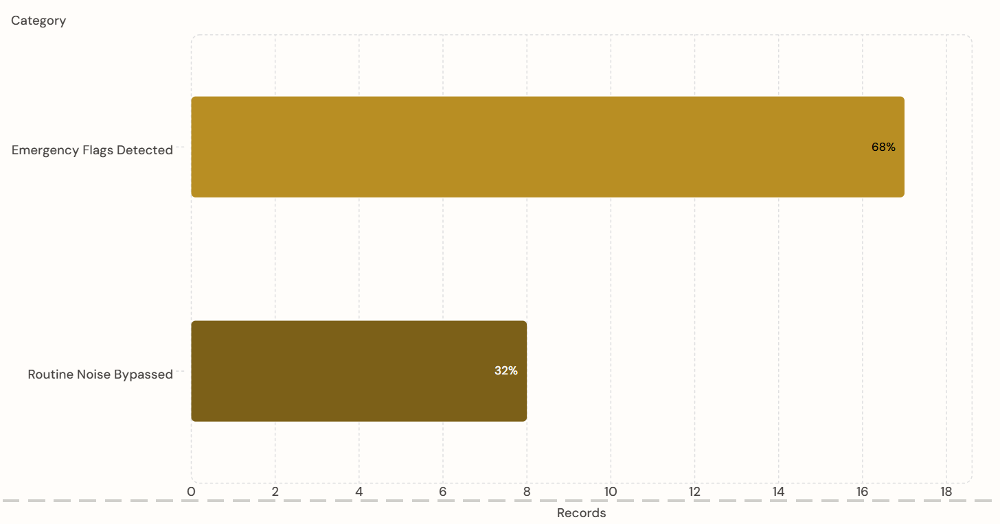 Category
Emergency Flags Detected
68%
Routine Noise Bypassed
32%
0 2 4 6 8 10 12 14 16 18
Records